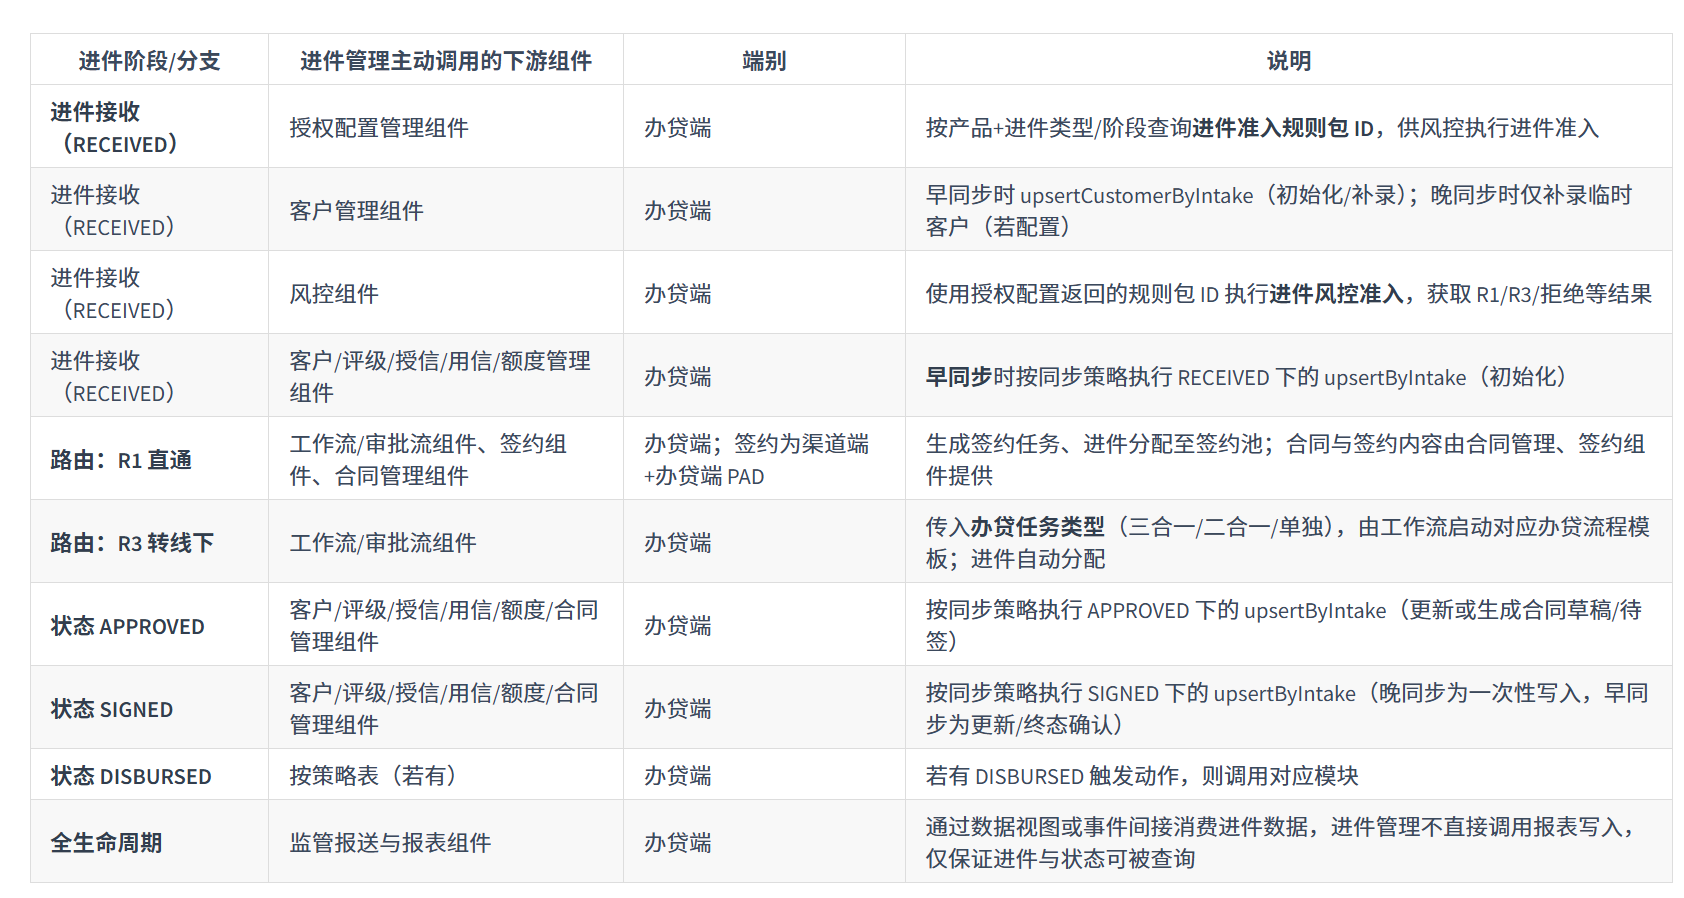 进件阶段/分支 进件管理主动调用的下游组件 端别 说明
进件接收
（RECEIVED）
授权配置管理组件
办贷端
按产品+进件类型/阶段查询进件准入规则包 ID，供风控执行进件准入
进件接收
（RECEIVED）
客户管理组件
办贷端
早同步时 upsertCustomerByIntake（初始化/补录）；晚同步时仅补录临时
客户（若配置）
进件接收
（RECEIVED）
风控组件
办贷端
使用授权配置返回的规则包 ID 执行进件风控准入，获取 R1/R3/拒绝等结果
进件接收
（RECEIVED）
客户/评级/授信/用信/额度管理
组件
办贷端
早同步时按同步策略执行 RECEIVED 下的 upsertByIntake（初始化）
路由：R1 直通
工作流/审批流组件、签约组
件、合同管理组件
办贷端；签约为渠道端
+办贷端 PAD
生成签约任务、进件分配至签约池；合同与签约内容由合同管理、签约组
件提供
路由：R3 转线下
工作流/审批流组件
办贷端
传入办贷任务类型（三合一/二合一/单独），由工作流启动对应办贷流程模
板；进件自动分配
状态 APPROVED
客户/评级/授信/用信/额度/合同
管理组件
办贷端
按同步策略执行 APPROVED 下的 upsertByIntake（更新或生成合同草稿/待
签）
状态 SIGNED
客户/评级/授信/用信/额度/合同
管理组件
办贷端
按同步策略执行 SIGNED 下的 upsertByIntake（晚同步为一次性写入，早同
步为更新/终态确认）
状态 DISBURSED
按策略表（若有）
办贷端
若有 DISBURSED 触发动作，则调用对应模块
全生命周期
监管报送与报表组件
办贷端
通过数据视图或事件间接消费进件数据，进件管理不直接调用报表写入，
仅保证进件与状态可被查询